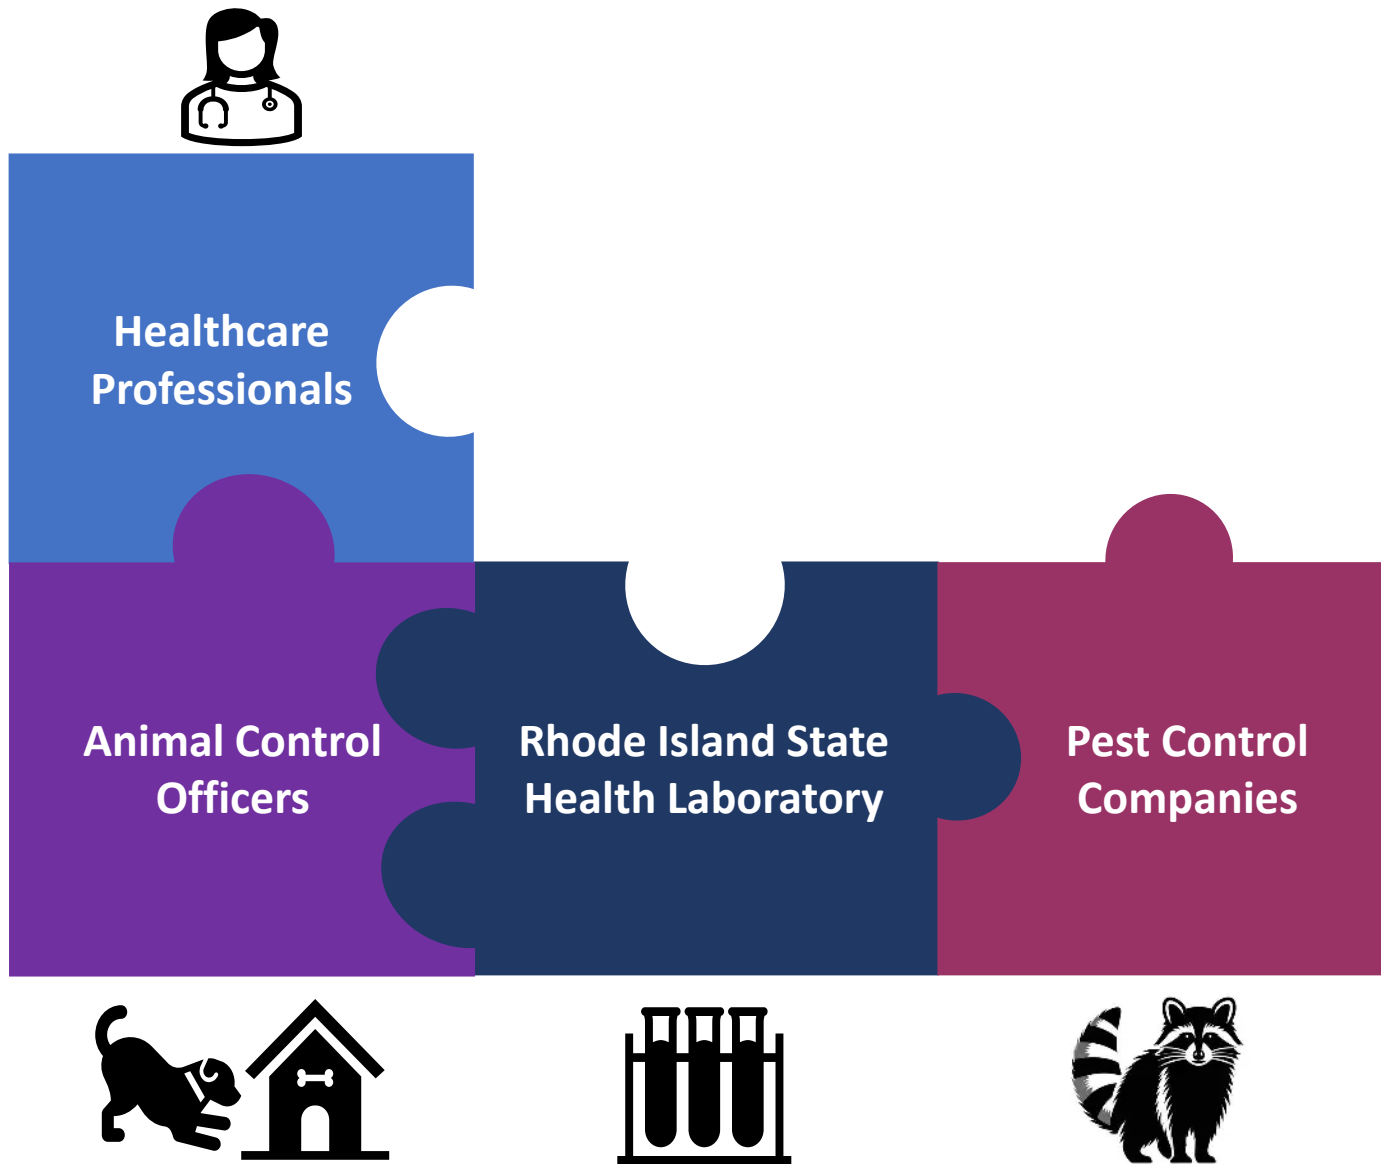 Healthcare
Professionals
Animal Control
Officers
Rhode Island State
Health Laboratory
Pest Control
Companies